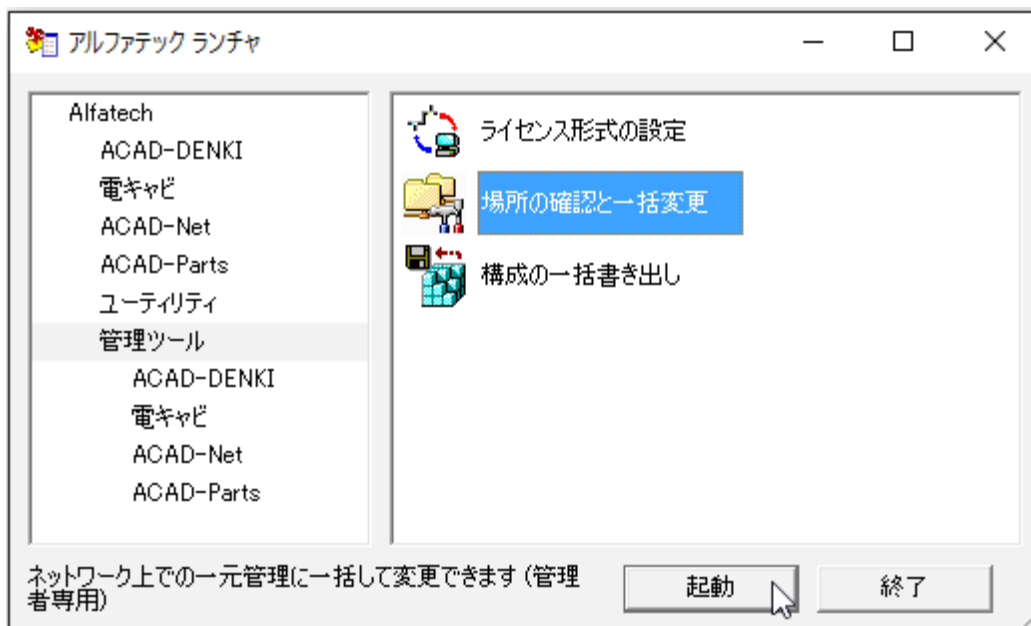 アルファテック ランチャ
Alfatech
ACAD-DENKI
電キャビ
ACAD-Net
ACAD-Parts
ユーティリティ
管理ツール
ACAD-DENKI
電キャビ
ACAD-Net
ACAD-Parts
ライセンス形式の設定
場所の確認と一括変更
構成の一括書き出し
ネットワーク上での一元管理に一括して変更できます(管理
者専用)
起動
終了